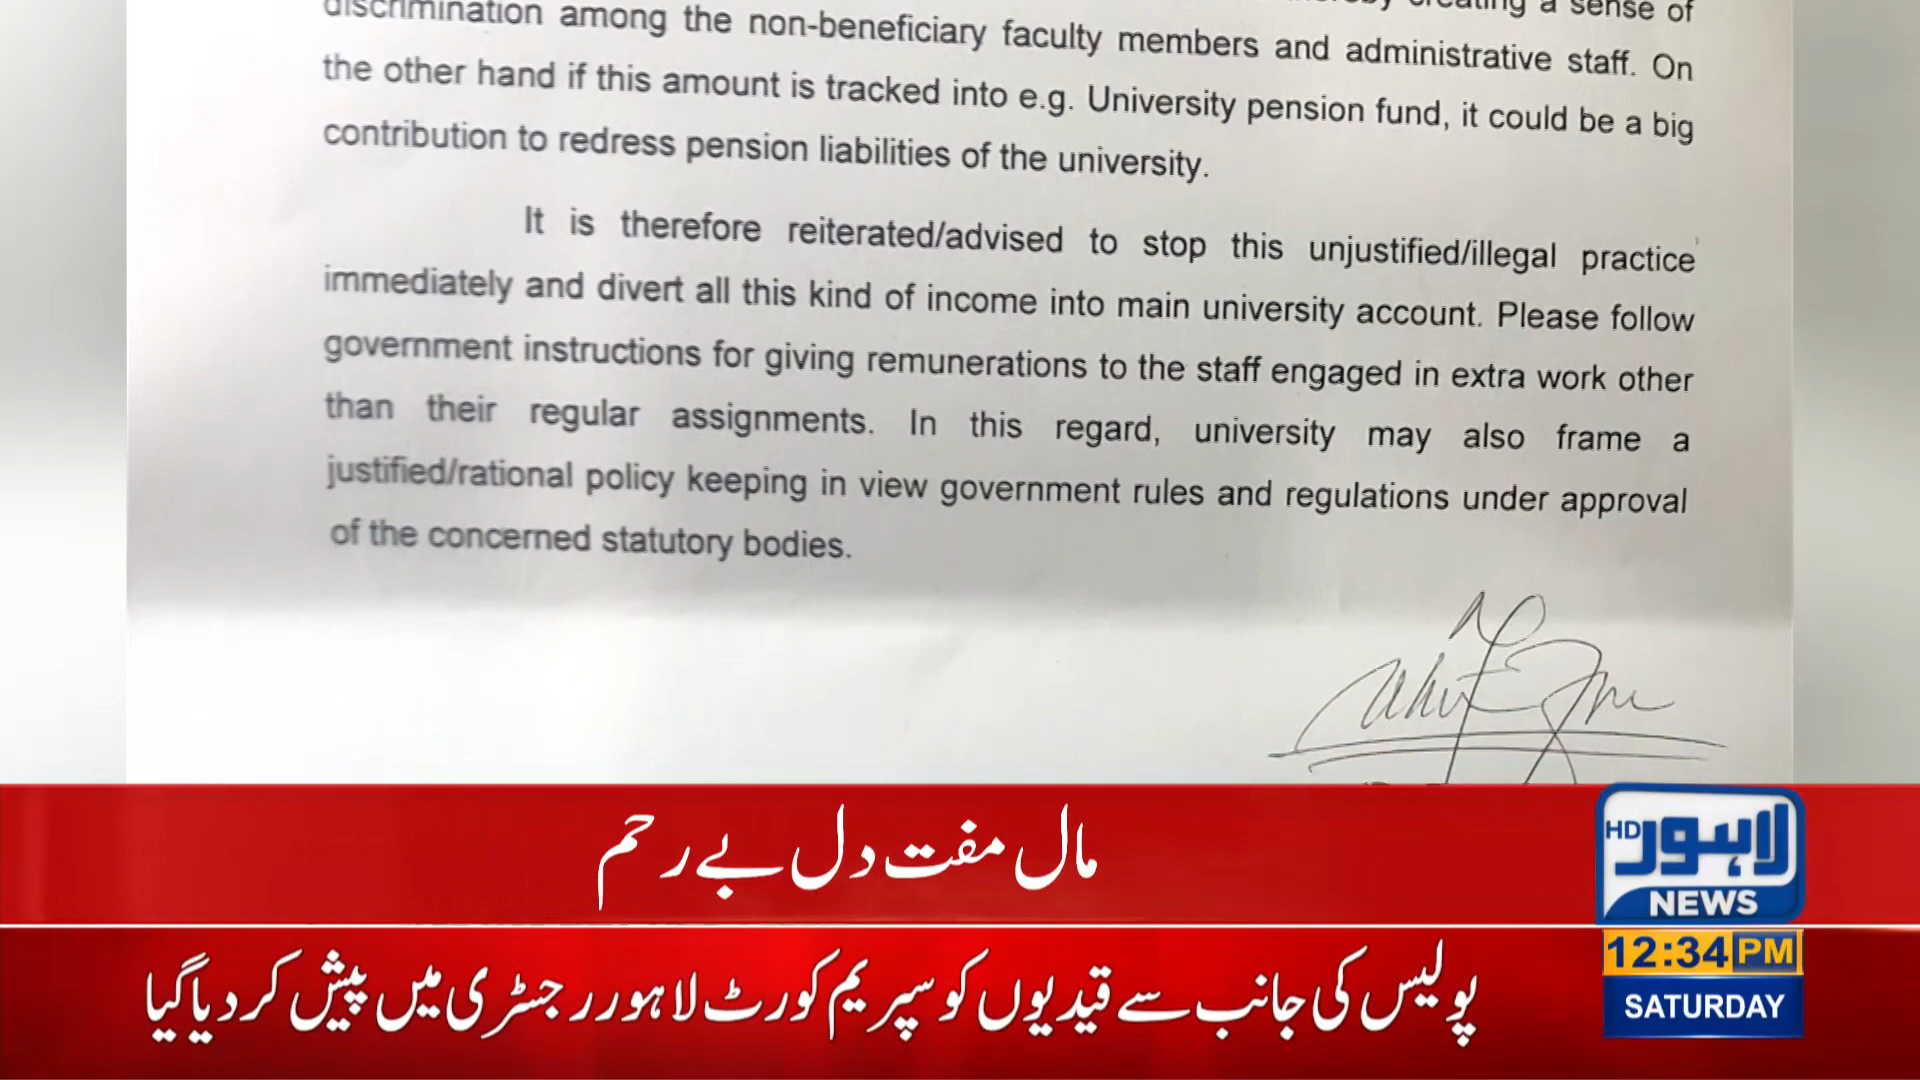 discrimination among the non-beneficiary faculty members and administrative staff. On
creating a sense of
the other hand if this amount is tracked into e.g. University pension fund, it could be a big
contribution to redress pension liabilities of the university.
It is therefore reiterated/advised to stop this unjustified/illegal practice
immediately and divert all this kind of income into main university account. Please follow
government instructions for giving remunerations to the staff engaged in extra work other
than their regular assignments. In this regard, university may also frame a
justified/rational policy keeping in view government rules and regulations under approval
of the concerned statutory bodies.
مال مفت دل بے رحم
لاہور HD
NEWS
پولیس کی جانب سے قیدیوں کو سپریم کورٹ لاہور رجسٹری میں پیش کر دیا گیا
12:34 PM
SATURDAY